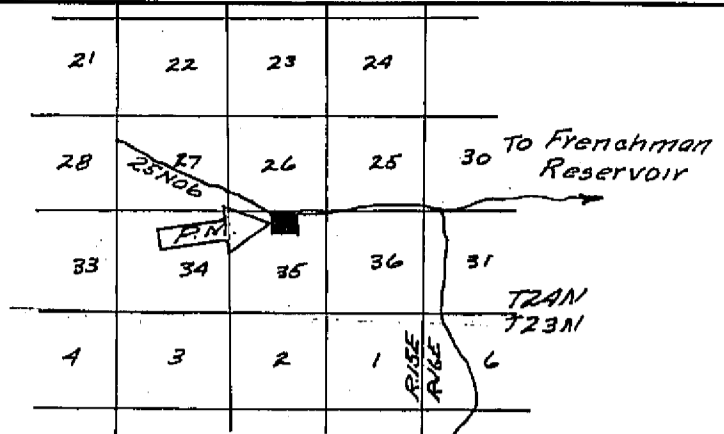 21 22 23 24
28 27 26 25 30 To Frenchman
Reservoir
25N06
P.M.
33 34 35 36 31
T24N
T23N
4 3 2 1 R15E R16E 6